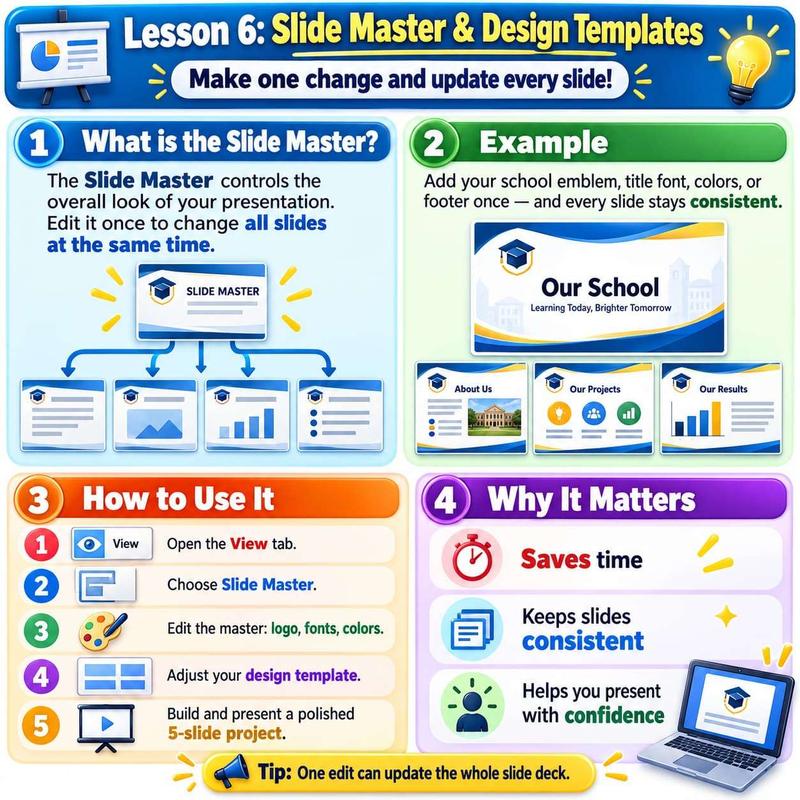 Lesson 6: Slide Master & Design Templates
Make one change and update every slide!
1 What is the Slide Master?
The Slide Master controls the
overall look of your presentation.
Edit it once to change all slides
at the same time.
SLIDE MASTER
2 Example
Add your school emblem, title font, colors, or
footer once — and every slide stays consistent.
Our School
Learning Today, Brighter Tomorrow
About Us
Our Projects
Our Results
3 How to Use It
1 View Open the View tab.
2 Choose Slide Master.
3 Edit the master: logo, fonts, colors.
4 Adjust your design template.
5 Build and present a polished
5-slide project.
4 Why It Matters
Saves time
Keeps slides
consistent
Helps you present
with confidence
Tip: One edit can update the whole slide deck.